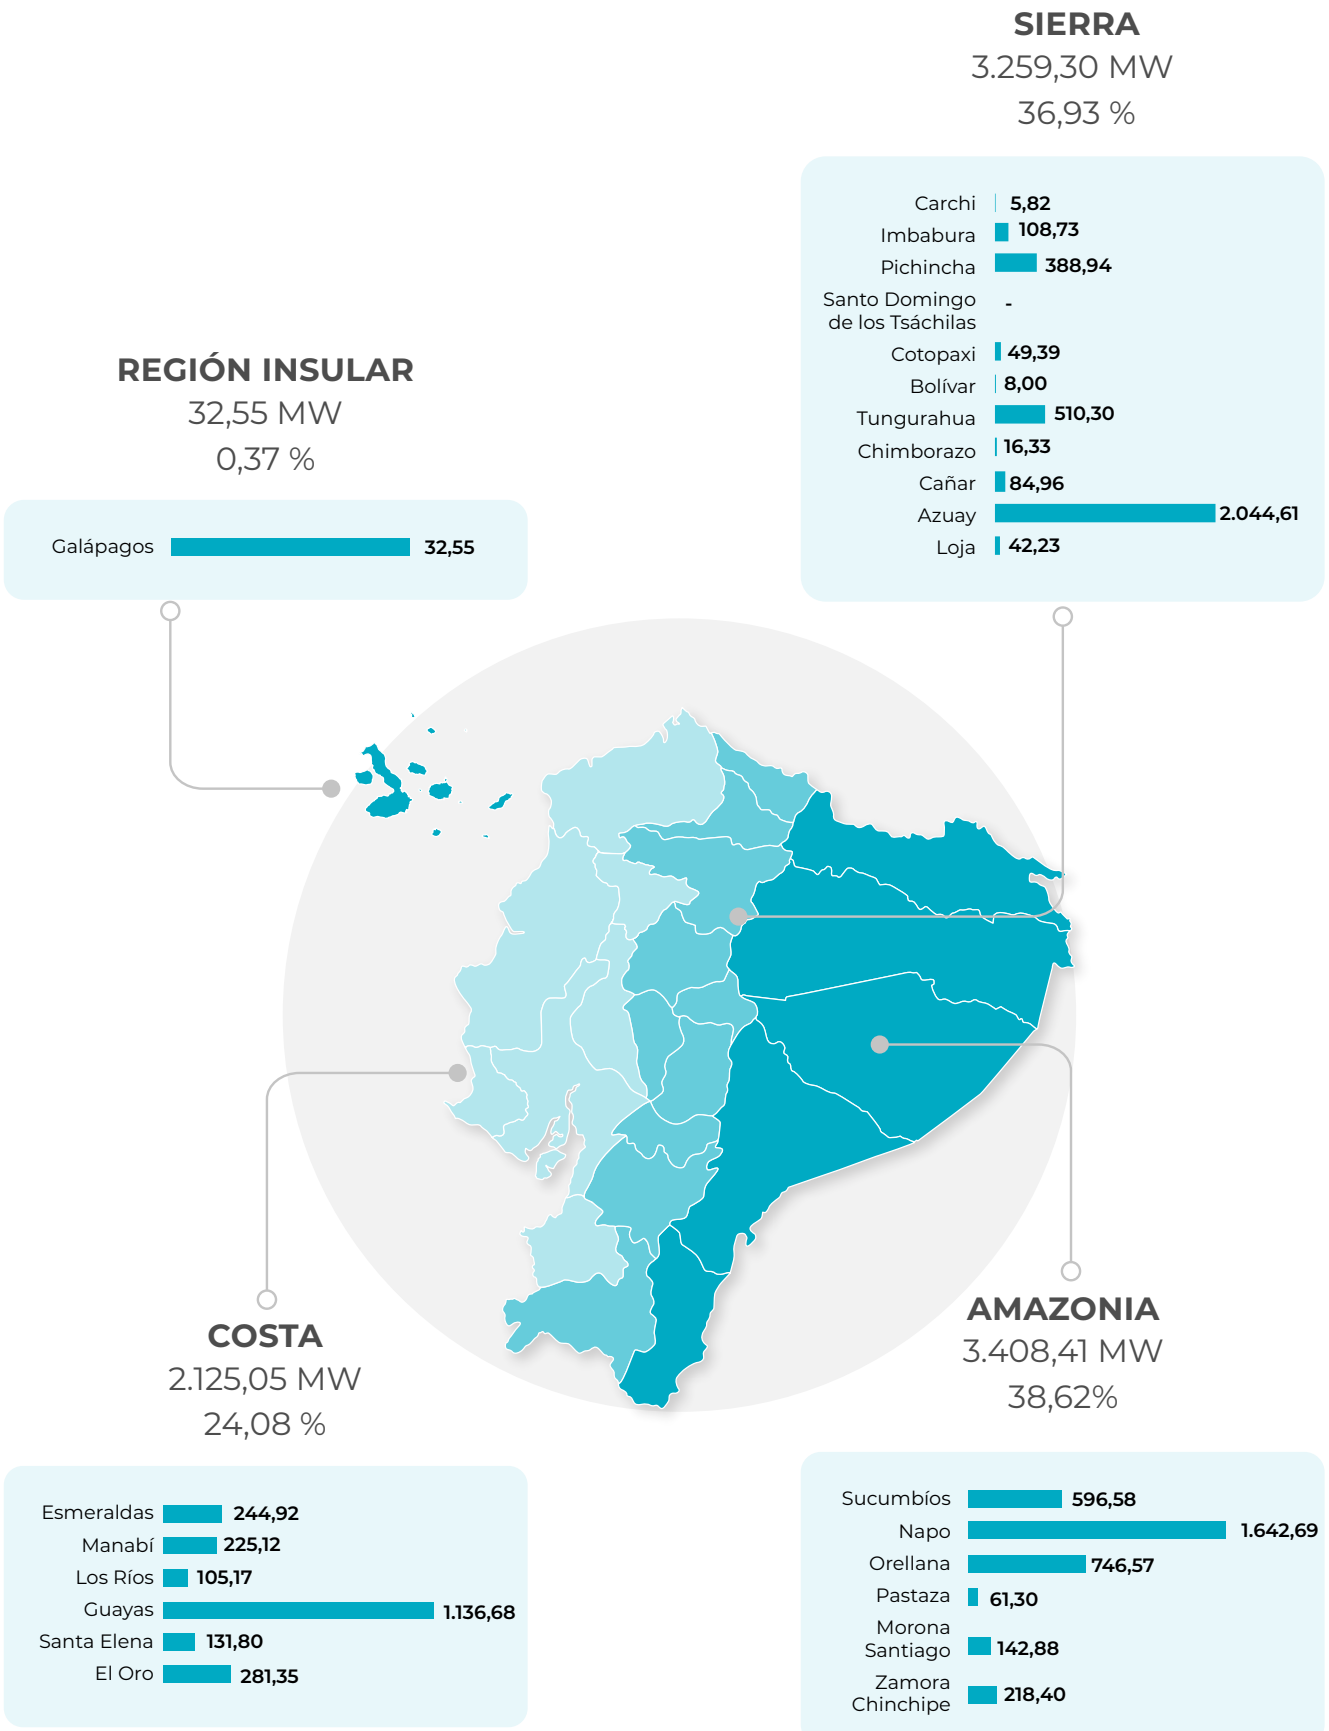 SIERRA
3.259,30 MW
36,93 %
Carchi 5,82
Imbabura 108,73
Pichincha 388,94
Santo Domingo
de los Tsáchilas -
Cotopaxi 49,39
Bolívar 8,00
Tungurahua 510,30
Chimborazo 16,33
Cañar 84,96
Azuay 2.044,61
Loja 42,23
REGIÓN INSULAR
32,55 MW
0,37 %
Galápagos 32,55
COSTA
2.125,05 MW
24,08 %
Esmeraldas 244,92
Manabí 225,12
Los Ríos 105,17
Guayas 1.136,68
Santa Elena 131,80
El Oro 281,35
AMAZONIA
3.408,41 MW
38,62%
Sucumbíos 596,58
Napo 1.642,69
Orellana 746,57
Pastaza 61,30
Morona
Santiago 142,88
Zamora
Chinchipe 218,40